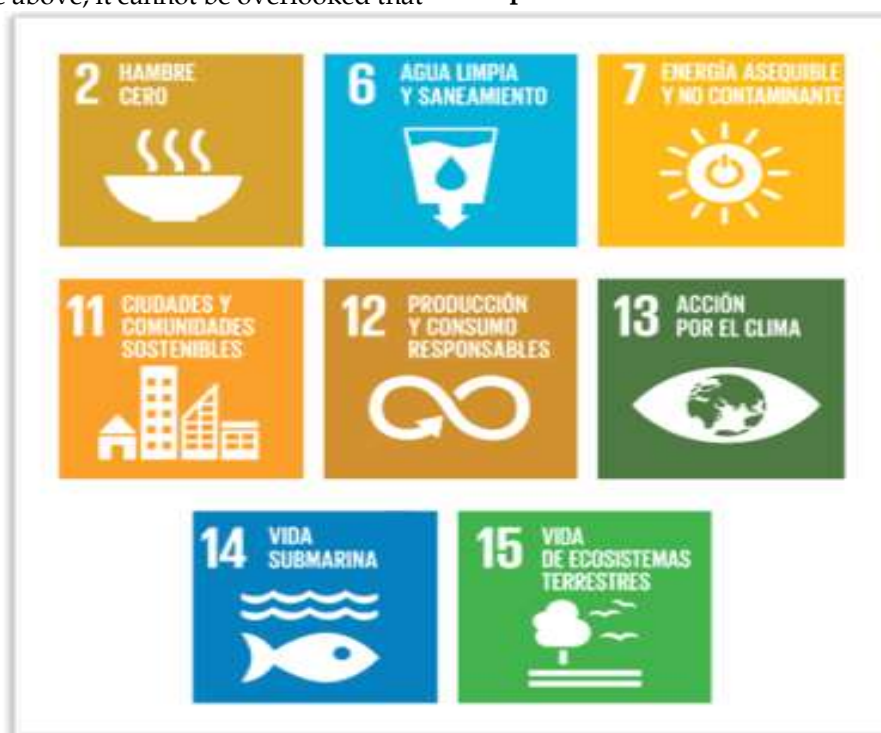 above, it cannot be overlooked that
2 HAMBRE
CERO
6 AGUA LIMPIA
Y SANEAMIENTO
7 ENERGÍA ASEQUIBLE
Y NO CONTAMINANTE
11 CIUDADES Y
COMUNIDADES
SOSTENIBLES
12 PRODUCCIÓN
Y CONSUMO
RESPONSABLES
13 ACCIÓN
POR EL CLIMA
14 VIDA
SUBMARINA
15 VIDA
DE ECOSISTEMAS
TERRESTRES